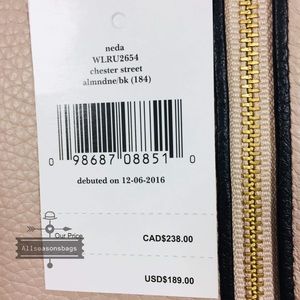 neda
WLRU2654
chester street
almndne/bk (184)
0 98687 08851 0
debuted on 12-06-2016
CAD$238.00
Our Price
Allseasonsbags
USD$189.00